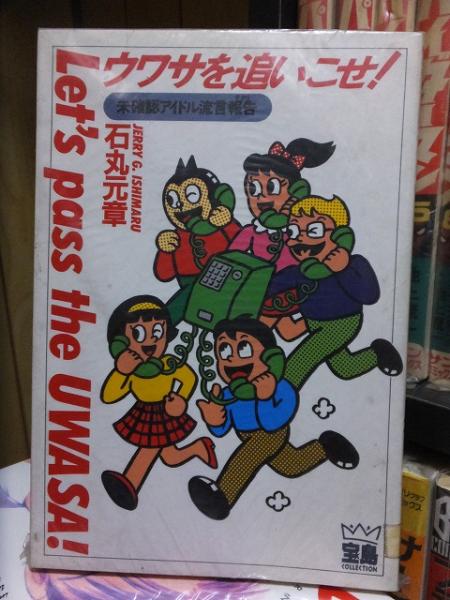 ウワサを追いこせ!
未確認アイドル流言報告
Let's pass the UWASA!
JERRY G. ISHIMARU
石丸元章
宝島
COLLECTION